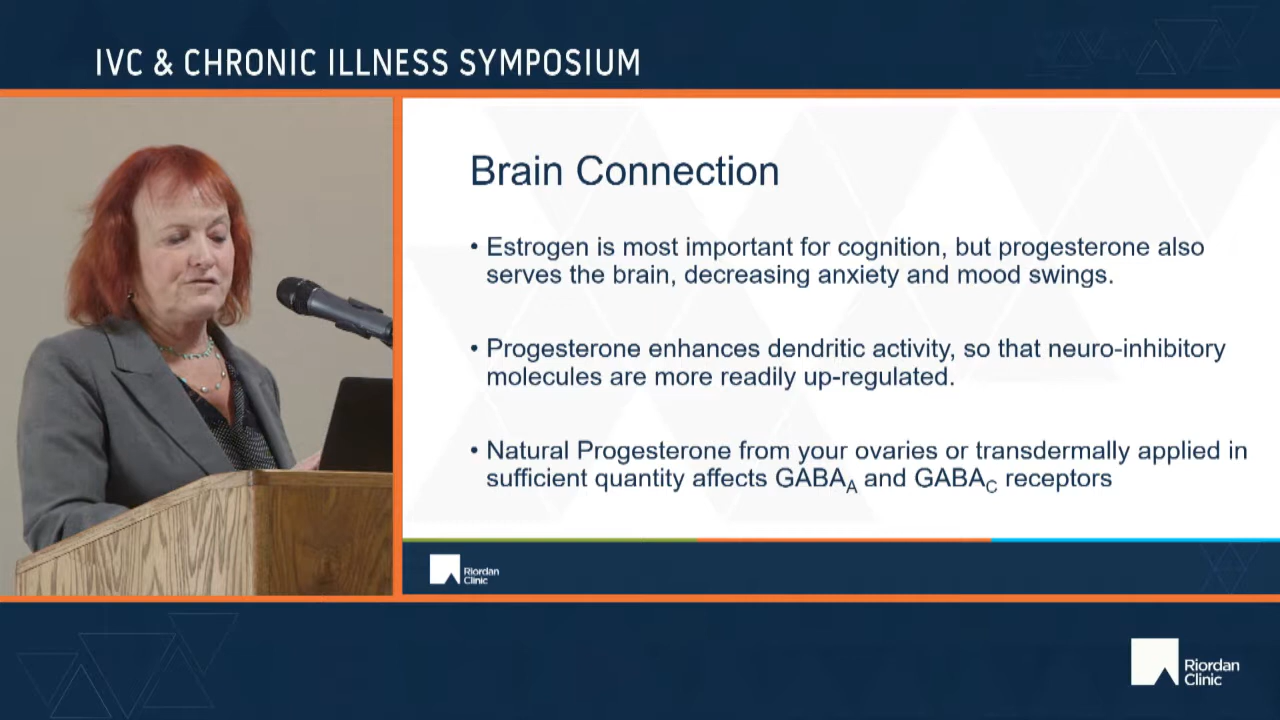 IVC & CHRONIC ILLNESS SYMPOSIUM
Brain Connection
• Estrogen is most important for cognition, but progesterone also
serves the brain, decreasing anxiety and mood swings.
• Progesterone enhances dendritic activity, so that neuro-inhibitory
molecules are more readily up-regulated.
• Natural Progesterone from your ovaries or transdermally applied in
sufficient quantity affects GABAA and GABAC receptors
Riordan
Clinic
Riordan
Clinic